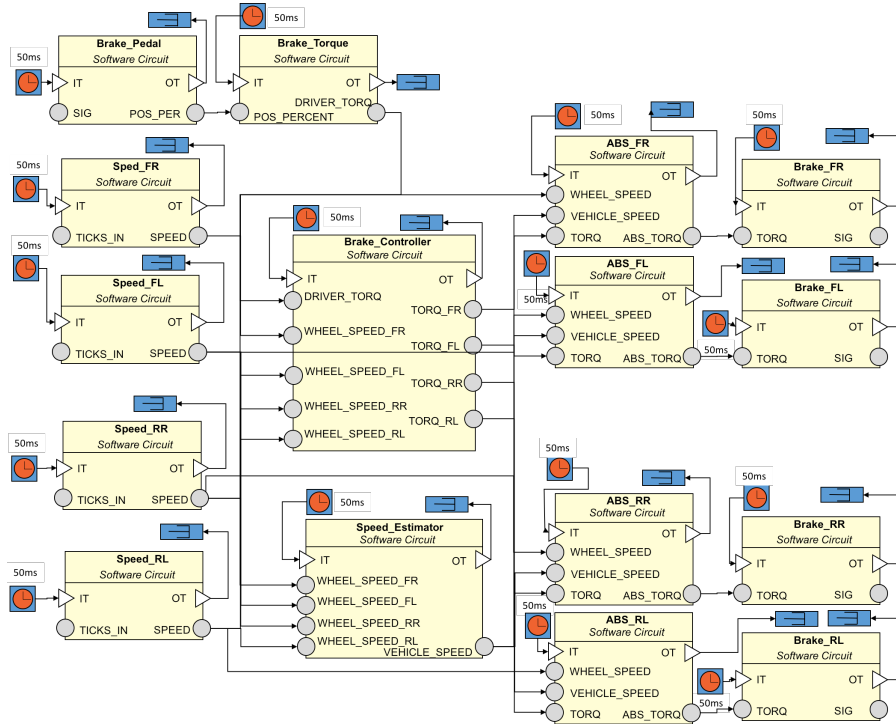 50ms
Brake_Pedal
Software Circuit
IT
OT
SIG
POS_PER
50ms
Brake_Torque
Software Circuit
IT
OT
DRIVER_TORQ
POS_PERCENT
50ms
Sped_FR
Software Circuit
IT
OT
TICKS_IN
SPEED
50ms
Speed_FL
Software Circuit
IT
OT
TICKS_IN
SPEED
50ms
Speed_RR
Software Circuit
IT
OT
TICKS_IN
SPEED
50ms
Speed_RL
Software Circuit
IT
OT
TICKS_IN
SPEED
50ms
Brake_Controller
Software Circuit
IT
OT
DRIVER_TORQ
TORQ_FR
WHEEL_SPEED_FR
TORQ_FL
WHEEL_SPEED_FL
TORQ_RR
WHEEL_SPEED_RR
TORQ_RL
WHEEL_SPEED_RL
50ms
Speed_Estimator
Software Circuit
IT
OT
WHEEL_SPEED_FR
WHEEL_SPEED_FL
WHEEL_SPEED_RR
WHEEL_SPEED_RL
VEHICLE_SPEED
50ms
ABS_FR
Software Circuit
IT
OT
WHEEL_SPEED
VEHICLE_SPEED
TORQ
ABS_TORQ
50ms
ABS_FL
Software Circuit
IT
OT
WHEEL_SPEED
VEHICLE_SPEED
TORQ
ABS_TORQ
50ms
ABS_RR
Software Circuit
IT
OT
WHEEL_SPEED
VEHICLE_SPEED
TORQ
ABS_TORQ
50ms
ABS_RL
Software Circuit
IT
OT
WHEEL_SPEED
VEHICLE_SPEED
TORQ
ABS_TORQ
50ms
Brake_FR
Software Circuit
IT
OT
TORQ
SIG
50ms
Brake_FL
Software Circuit
IT
OT
TORQ
SIG
50ms
Brake_RR
Software Circuit
IT
OT
TORQ
SIG
50ms
Brake_RL
Software Circuit
IT
OT
TORQ
SIG